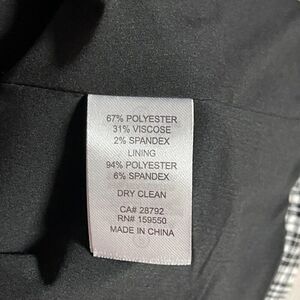 67% POLYESTER
31% VISCOSE
2% SPANDEX
LINING
94% POLYESTER
6% SPANDEX
DRY CLEAN
CA# 28792
RN# 159550
MADE IN CHINA